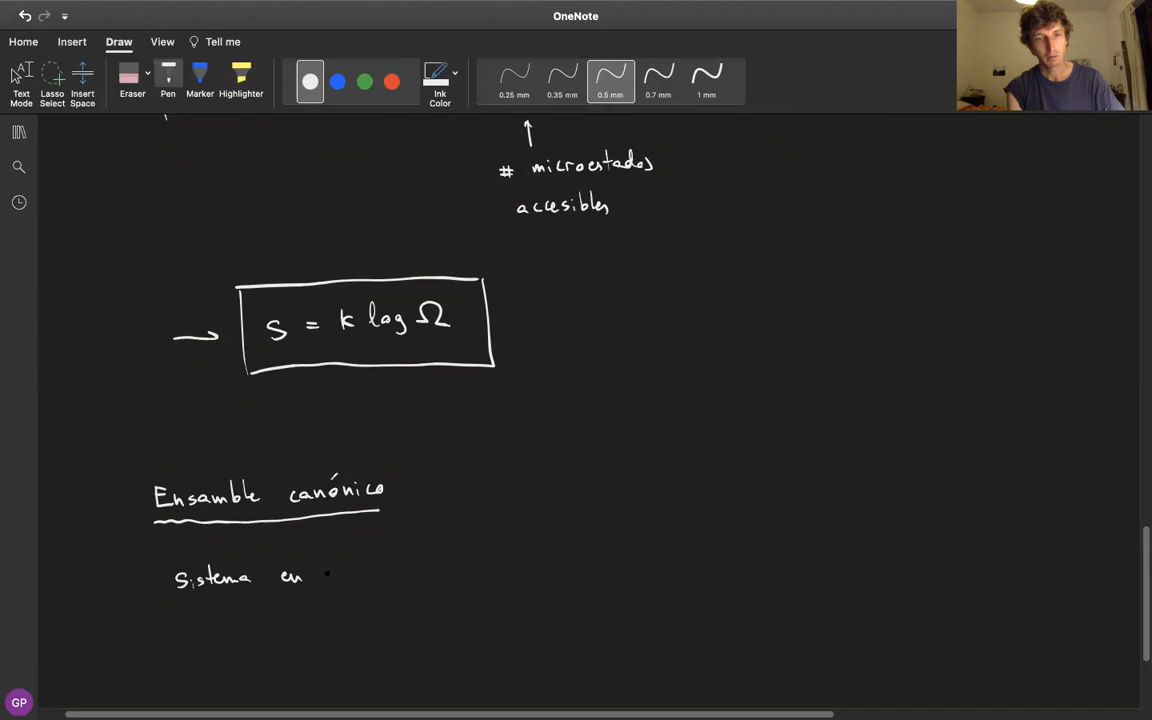 OneNote
Home Insert Draw View Tell me
Text Mode
Lasso Select
Insert Space
Eraser
Pen
Marker
Highlighter
Ink Color
0.25 mm
0.35 mm
0.5 mm
0.7 mm
1 mm
# microestados
accesibles
→ S = k log Ω
Ensamble canónico
Sistema en
GP